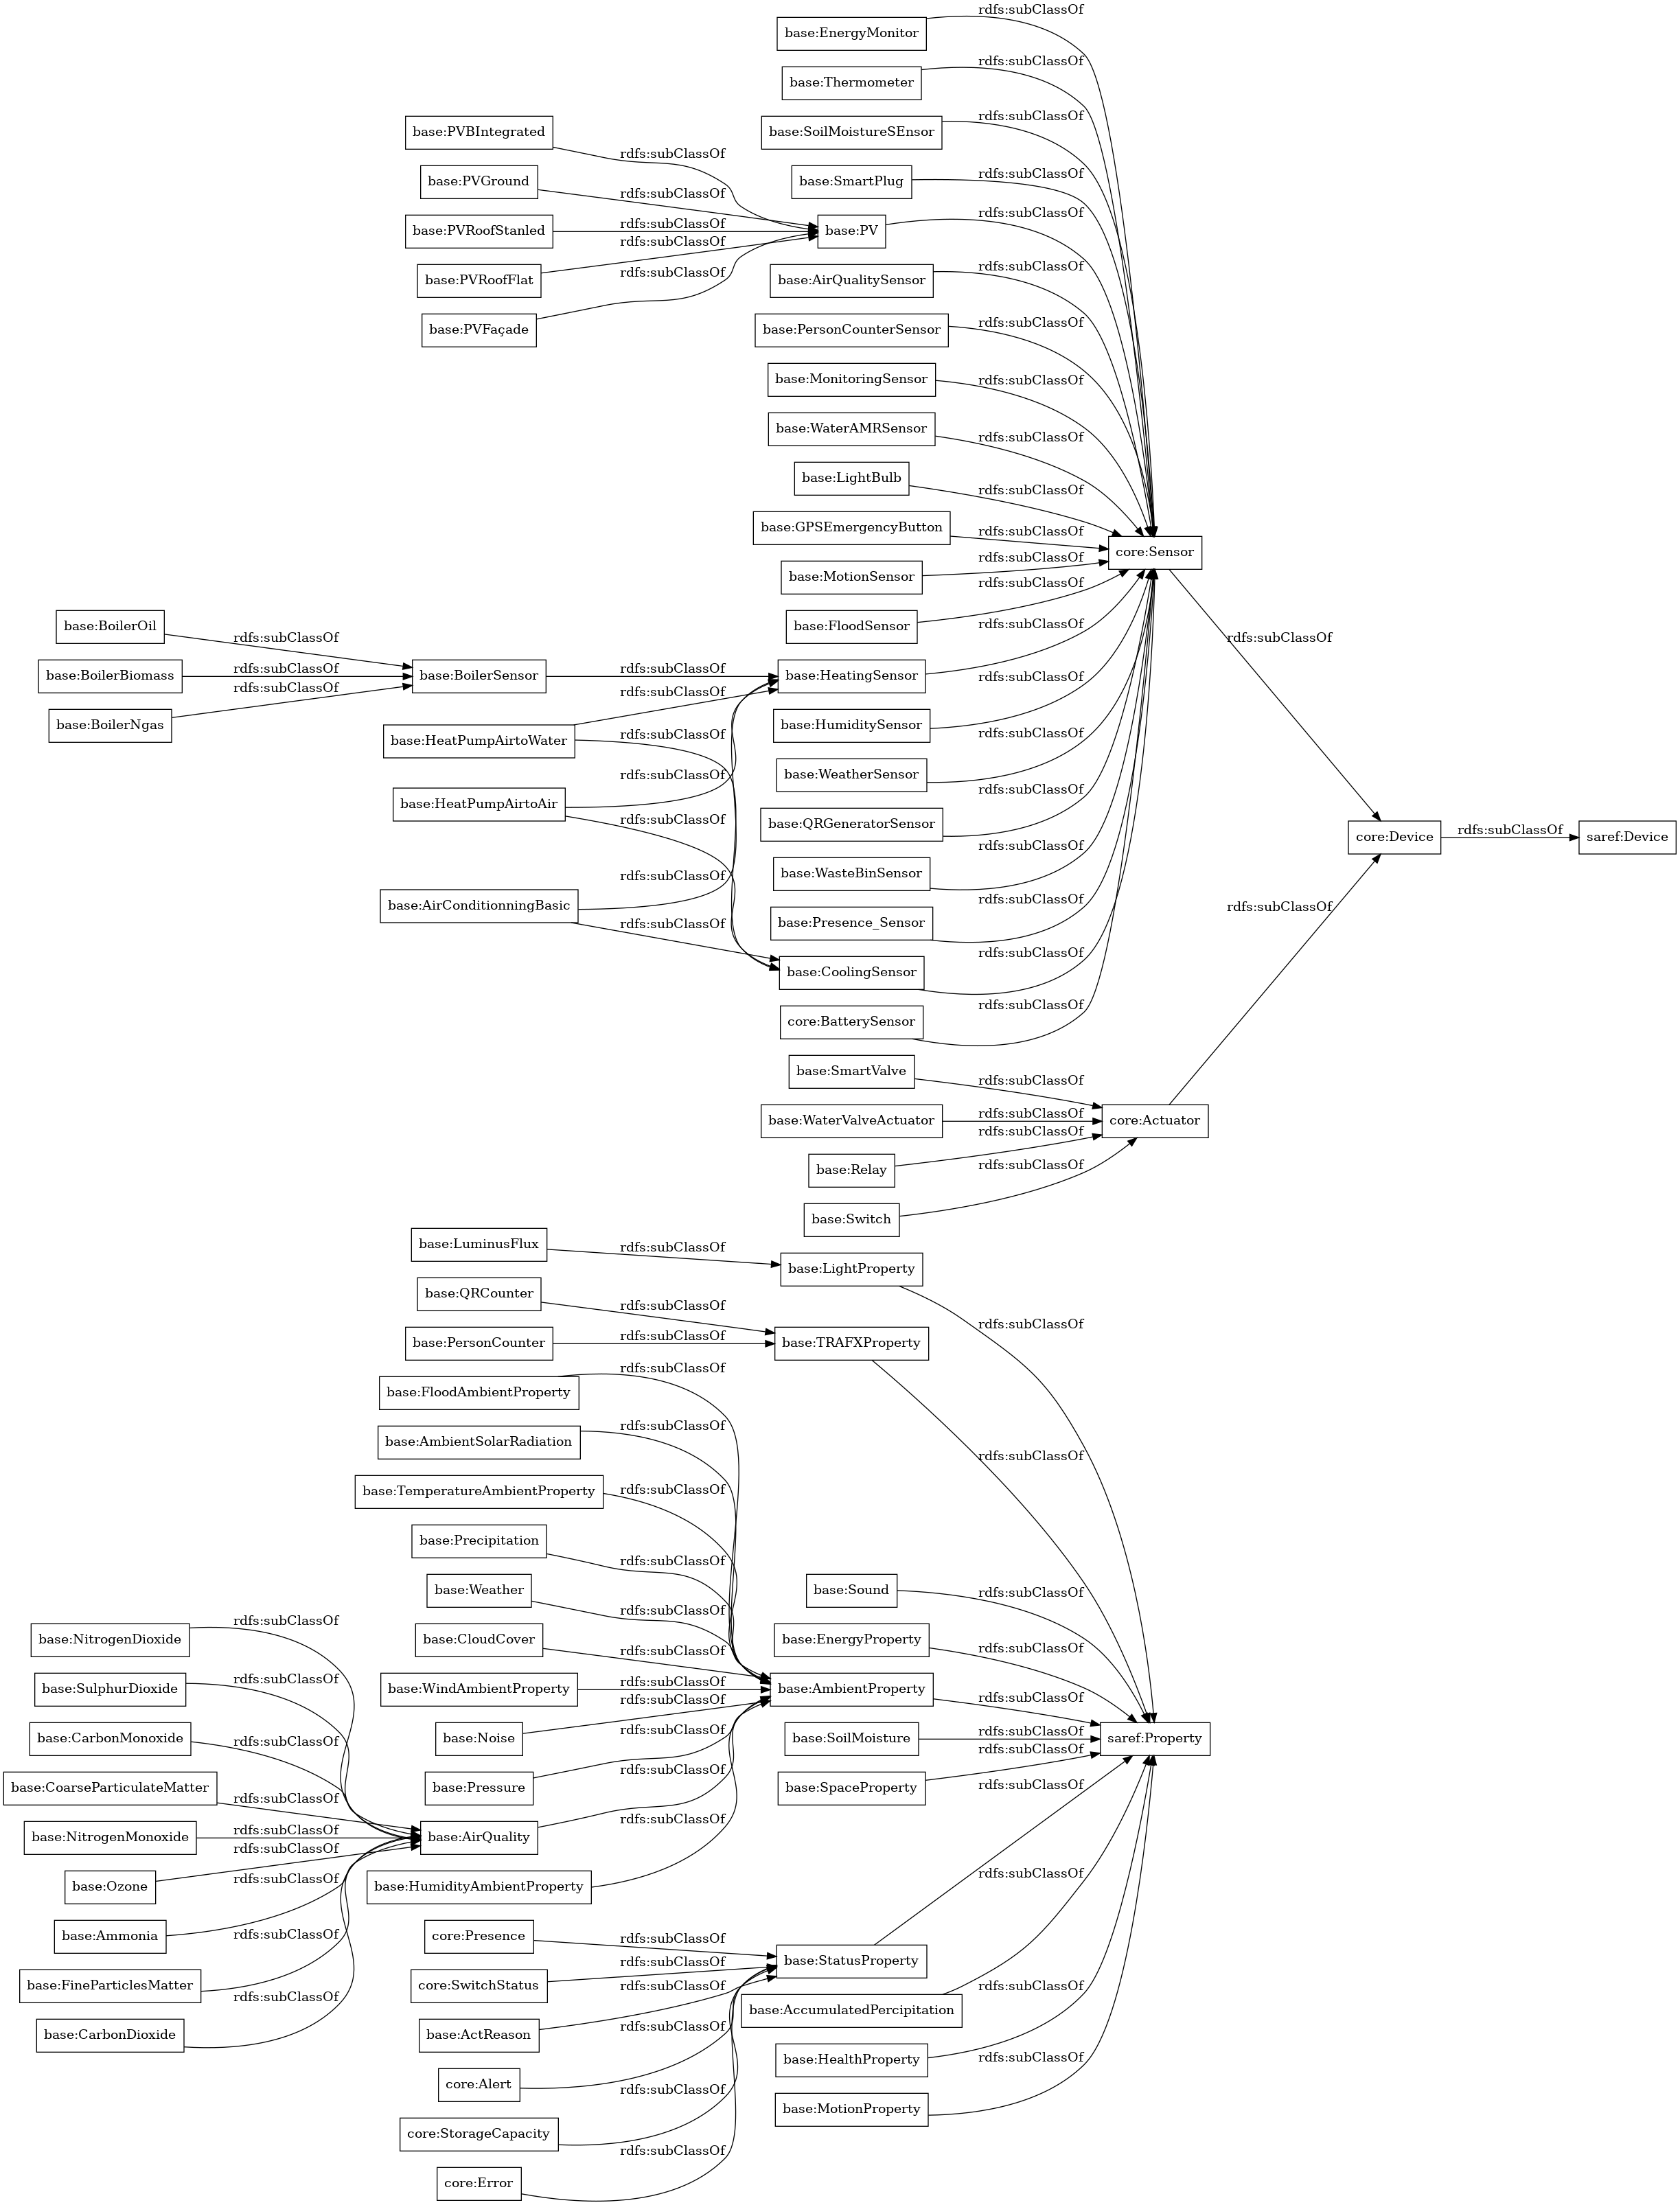 base:EnergyMonitor
rdfs:subClassOf
base:Thermometer
rdfs:subClassOf
base:PVBIntegrated
base:SoilMoistureSEnsor
rdfs:subClassOf
rdfs:subClassOf
base:PVGround
base:SmartPlug
rdfs:subClassOf
rdfs:subClassOf
base:PVRoofStanled
rdfs:subClassOf
base:PV
rdfs:subClassOf
rdfs:subClassOf
base:PVRoofFlat
rdfs:subClassOf
base:AirQualitySensor
rdfs:subClassOf
base:PVFaçade
base:PersonCounterSensor
rdfs:subClassOf
base:MonitoringSensor
rdfs:subClassOf
base:WaterAMRSensor
rdfs:subClassOf
base:LightBulb
rdfs:subClassOf
base:GPSEmergencyButton
rdfs:subClassOf
core:Sensor
base:MotionSensor
rdfs:subClassOf
base:FloodSensor
rdfs:subClassOf
base:BoilerOil
rdfs:subClassOf
rdfs:subClassOf
rdfs:subClassOf
base:BoilerBiomass
rdfs:subClassOf
base:BoilerSensor
rdfs:subClassOf
base:HeatingSensor
rdfs:subClassOf
base:BoilerNgas
rdfs:subClassOf
rdfs:subClassOf
base:HumiditySensor
base:HeatPumpAirtoWater
rdfs:subClassOf
rdfs:subClassOf
base:WeatherSensor
rdfs:subClassOf
base:HeatPumpAirtoAir
rdfs:subClassOf
rdfs:subClassOf
base:QRGeneratorSensor
rdfs:subClassOf
core:Device
rdfs:subClassOf
saref:Device
base:WasteBinSensor
rdfs:subClassOf
rdfs:subClassOf
base:AirConditionningBasic
rdfs:subClassOf
base:Presence_Sensor
rdfs:subClassOf
rdfs:subClassOf
base:CoolingSensor
rdfs:subClassOf
core:BatterySensor
base:SmartValve
rdfs:subClassOf
base:WaterValveActuator
rdfs:subClassOf
core:Actuator
rdfs:subClassOf
base:Relay
rdfs:subClassOf
base:Switch
base:LuminusFlux
rdfs:subClassOf
base:LightProperty
base:QRCounter
rdfs:subClassOf
rdfs:subClassOf
base:PersonCounter
rdfs:subClassOf
base:TRAFXProperty
base:FloodAmbientProperty
rdfs:subClassOf
base:AmbientSolarRadiation
rdfs:subClassOf
rdfs:subClassOf
base:TemperatureAmbientProperty
rdfs:subClassOf
base:Precipitation
rdfs:subClassOf
base:Weather
rdfs:subClassOf
base:Sound
rdfs:subClassOf
base:NitrogenDioxide
rdfs:subClassOf
base:CloudCover
rdfs:subClassOf
base:EnergyProperty
rdfs:subClassOf
base:SulphurDioxide
rdfs:subClassOf
base:WindAmbientProperty
rdfs:subClassOf
base:AmbientProperty
rdfs:subClassOf
rdfs:subClassOf
base:CarbonMonoxide
rdfs:subClassOf
base:Noise
rdfs:subClassOf
base:SoilMoisture
rdfs:subClassOf
saref:Property
rdfs:subClassOf
base:CoarseParticulateMatter
rdfs:subClassOf
base:Pressure
rdfs:subClassOf
base:SpaceProperty
rdfs:subClassOf
base:NitrogenMonoxide
rdfs:subClassOf
base:AirQuality
rdfs:subClassOf
rdfs:subClassOf
base:Ozone
rdfs:subClassOf
base:HumidityAmbientProperty
rdfs:subClassOf
base:Ammonia
rdfs:subClassOf
core:Presence
rdfs:subClassOf
rdfs:subClassOf
base:StatusProperty
base:FineParticlesMatter
rdfs:subClassOf
core:SwitchStatus
rdfs:subClassOf
rdfs:subClassOf
base:AccumulatedPercipitation
base:CarbonDioxide
base:ActReason
rdfs:subClassOf
base:HealthProperty
rdfs:subClassOf
core:Alert
rdfs:subClassOf
base:MotionProperty
core:StorageCapacity
rdfs:subClassOf
core:Error